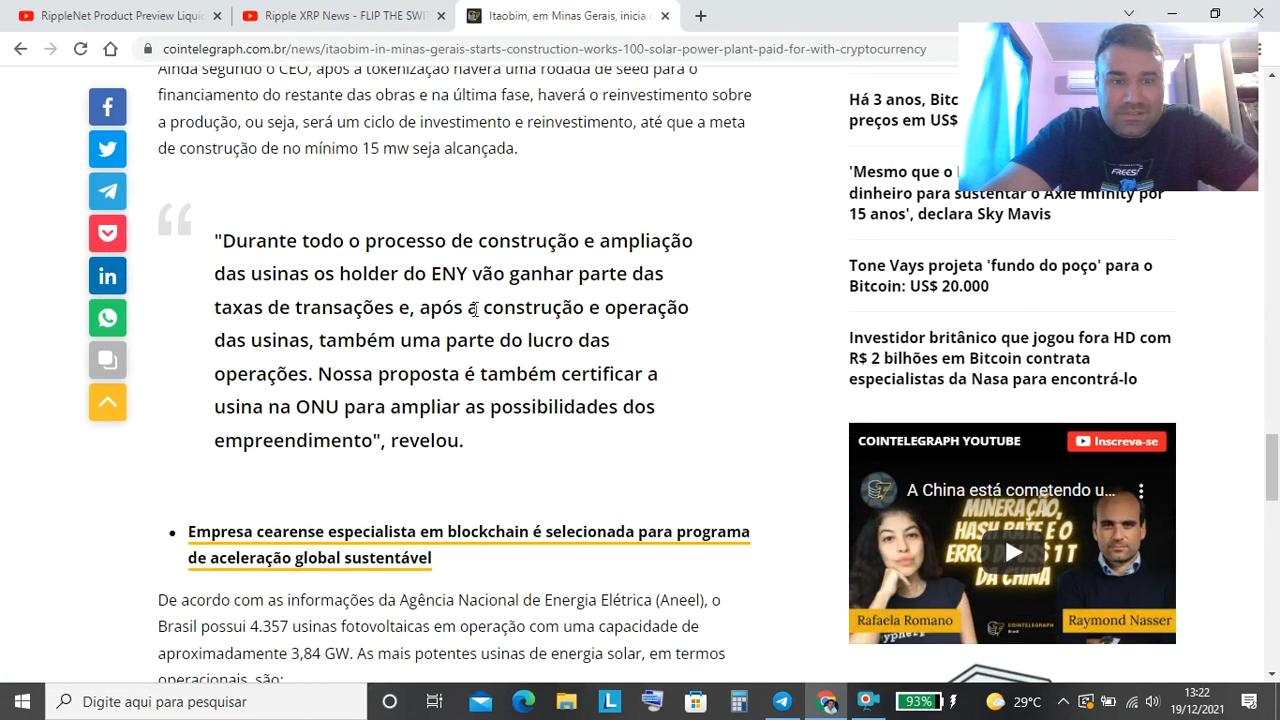 RippleNet Product Preview Liqui
Ripple XRP News - FLIP THE SWIT
Itaobim, em Minas Gerais, inicia c
cointelegraph.com.br/news/itaobim-in-minas-gerais-starts-construction-works-100-solar-power-plant-paid-for-with-cryptocurrency
Ainda segundo o CEO, após a tokenização haverá uma rodada de seed para o
financiamento do restante das obras e na última fase, haverá o reinvestimento sobre
a produção, ou seja, será um ciclo de investimento e reinvestimento, até que a meta
de construção de no mínimo 15 mw seja alcançada.
"Durante todo o processo de construção e ampliação
das usinas os holder do ENY vão ganhar parte das
taxas de transações e, após a construção e operação
das usinas, também uma parte do lucro das
operações. Nossa proposta é também certificar a
usina na ONU para ampliar as possibilidades dos
empreendimento", revelou.
Empresa cearense especialista em blockchain é selecionada para programa
de aceleração global sustentável
De acordo com as informações da Agência Nacional de Energia Elétrica (Aneel), o
Brasil possui 4.357 usinas fotovoltaicas em operação com uma capacidade de
aproximadamente 3,84 GW. As mais potentes usinas de energia solar, em termos
operacionais, são:
Há 3 anos, Bitc
preços em US$
'Mesmo que o
dinheiro para sustentar o Axie Infinity por
15 anos', declara Sky Mavis
Tone Vays projeta 'fundo do poço' para o
Bitcoin: US$ 20.000
Investidor britânico que jogou fora HD com
R$ 2 bilhões em Bitcoin contrata
especialistas da Nasa para encontrá-lo
COINTELEGRAPH YOUTUBE
Inscreva-se
A China está cometendo u...
MINERAÇÃO,
HASH RATE E O
ERRO DE US$ 1 T
DA CHINA
Rafaela Romano
COINTELEGRAPH
Raymond Nasser
FREEST
Digite aqui para pesquisar
93%
29°C
13:22
19/12/2021